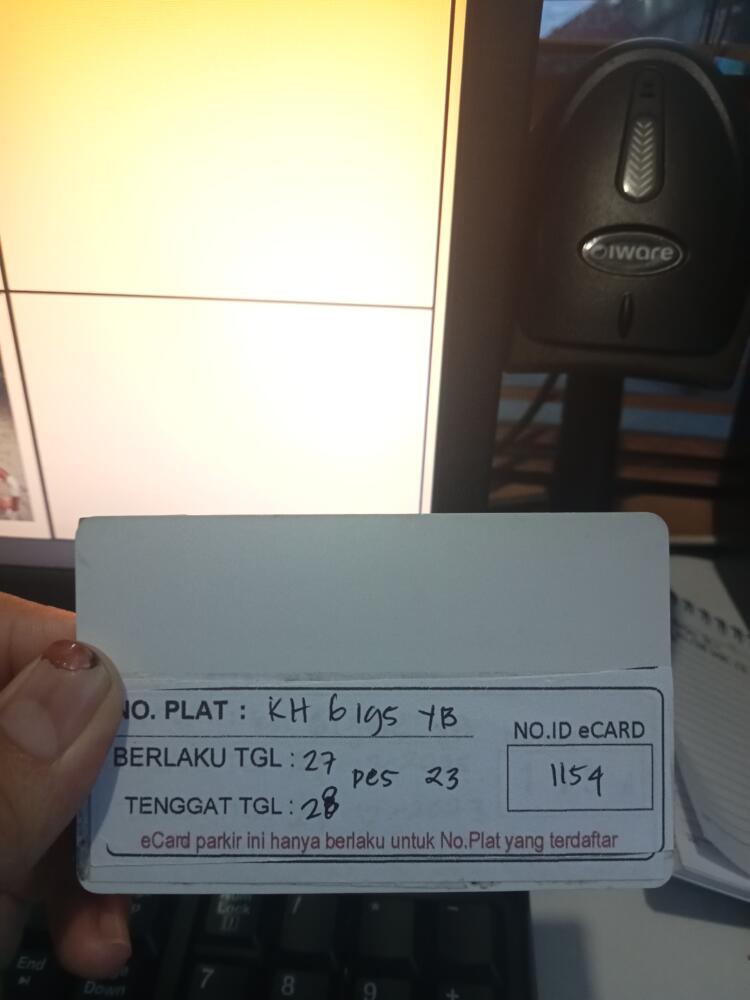 iware
NO. PLAT : KH 6195 YB
NO.ID eCARD
BERLAKU TGL : 27 Des 23
1154
TENGGAT TGL : 28
eCard parkir ini hanya berlaku untuk No.Plat yang terdaftar
End
Down
Lock
/
*
-
7
8
9
+